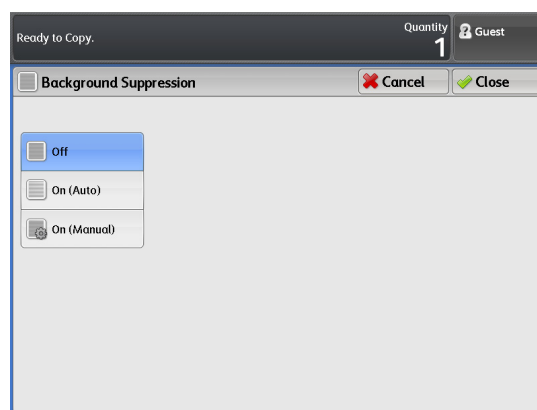 Ready to Copy.
Quantity
1
Guest
Background Suppression
Cancel
Close
Off
On (Auto)
On (Manual)